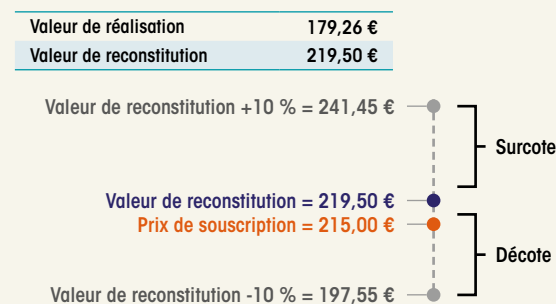 Valeur de réalisation 179,26 €
Valeur de reconstitution 219,50 €
Valeur de reconstitution +10 % = 241,45 €
Surcote
Valeur de reconstitution = 219,50 €
Prix de souscription = 215,00 €
Décote
Valeur de reconstitution -10 % = 197,55 €